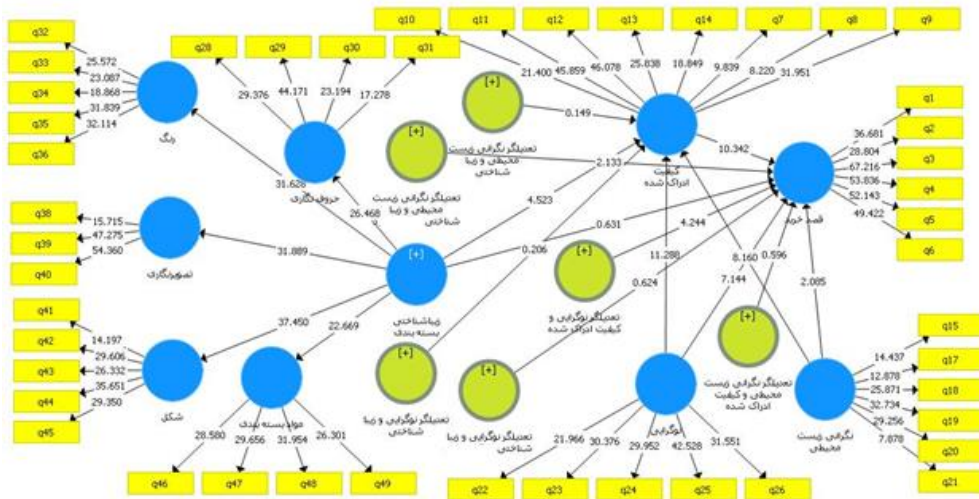 q10
q11
q12
q13
q14
q7
q8
q9
q32
q33
q34
q35
q36
q28
q29
q30
q31
25.572
23.087
18.868
31.839
32.114
رنگ
29.376
44.171
23.194
17.278
حروف نگاری
21.400
45.859
46.078
25.838
18.849
9.839
8.220
31.951
[+]
0.149
تعدیلگر نگرانی زیست
محیطی و زیبا
شناختی
[+]
2.133
تعدیلگر نگرانی زیست
محیطی و زیبا
شناختی
کیفیت
ادراک شده
10.342
q1
q2
q3
q4
q5
q6
36.681
28.804
67.216
53.836
52.143
49.422
قصد خرید
31.628
26.468
4.523
0.631
4.244
q38
q39
q40
15.715
47.275
54.360
تصویرنگاری
31.889
[+]
زیباشناختی
بسته بندی
0.206
[+]
تعدیلگر نوگرایی و
کیفیت ادراک شده
11.288
8.160
0.596
7.144
2.085
0.624
37.450
22.669
q41
q42
q43
q44
q45
14.197
29.606
26.332
35.651
29.350
شکل
مواد بسته بندی
28.580
29.656
31.954
26.301
q46
q47
q48
q49
[+]
تعدیلگر نوگرایی و زیبا
شناختی
[+]
تعدیلگر نوگرایی و زیبا
شناختی
نوگرایی
21.966
30.376
29.952
42.528
31.551
q22
q23
q24
q25
q26
[+]
تعدیلگر نگرانی زیست
محیطی و کیفیت
ادراک شده
نگرانی زیست
محیطی
14.437
12.878
25.871
32.734
29.256
7.878
q15
q17
q18
q19
q20
q21